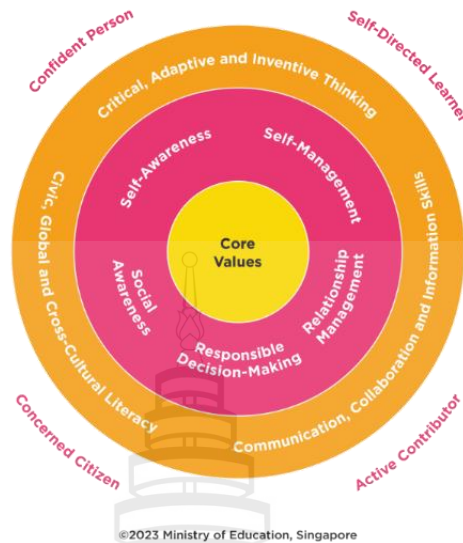 Confident Person
Self-Directed Learner
Critical, Adaptive and Inventive Thinking
Self-Awareness
Self-Management
Core
Values
Civic, Global and Cross-Cultural Literacy
Social
Awareness
Relationship
Management
Communication, Collaboration and Information Skills
Responsible
Decision-Making
Concerned Citizen
Active Contributor
©2023 Ministry of Education, Singapore